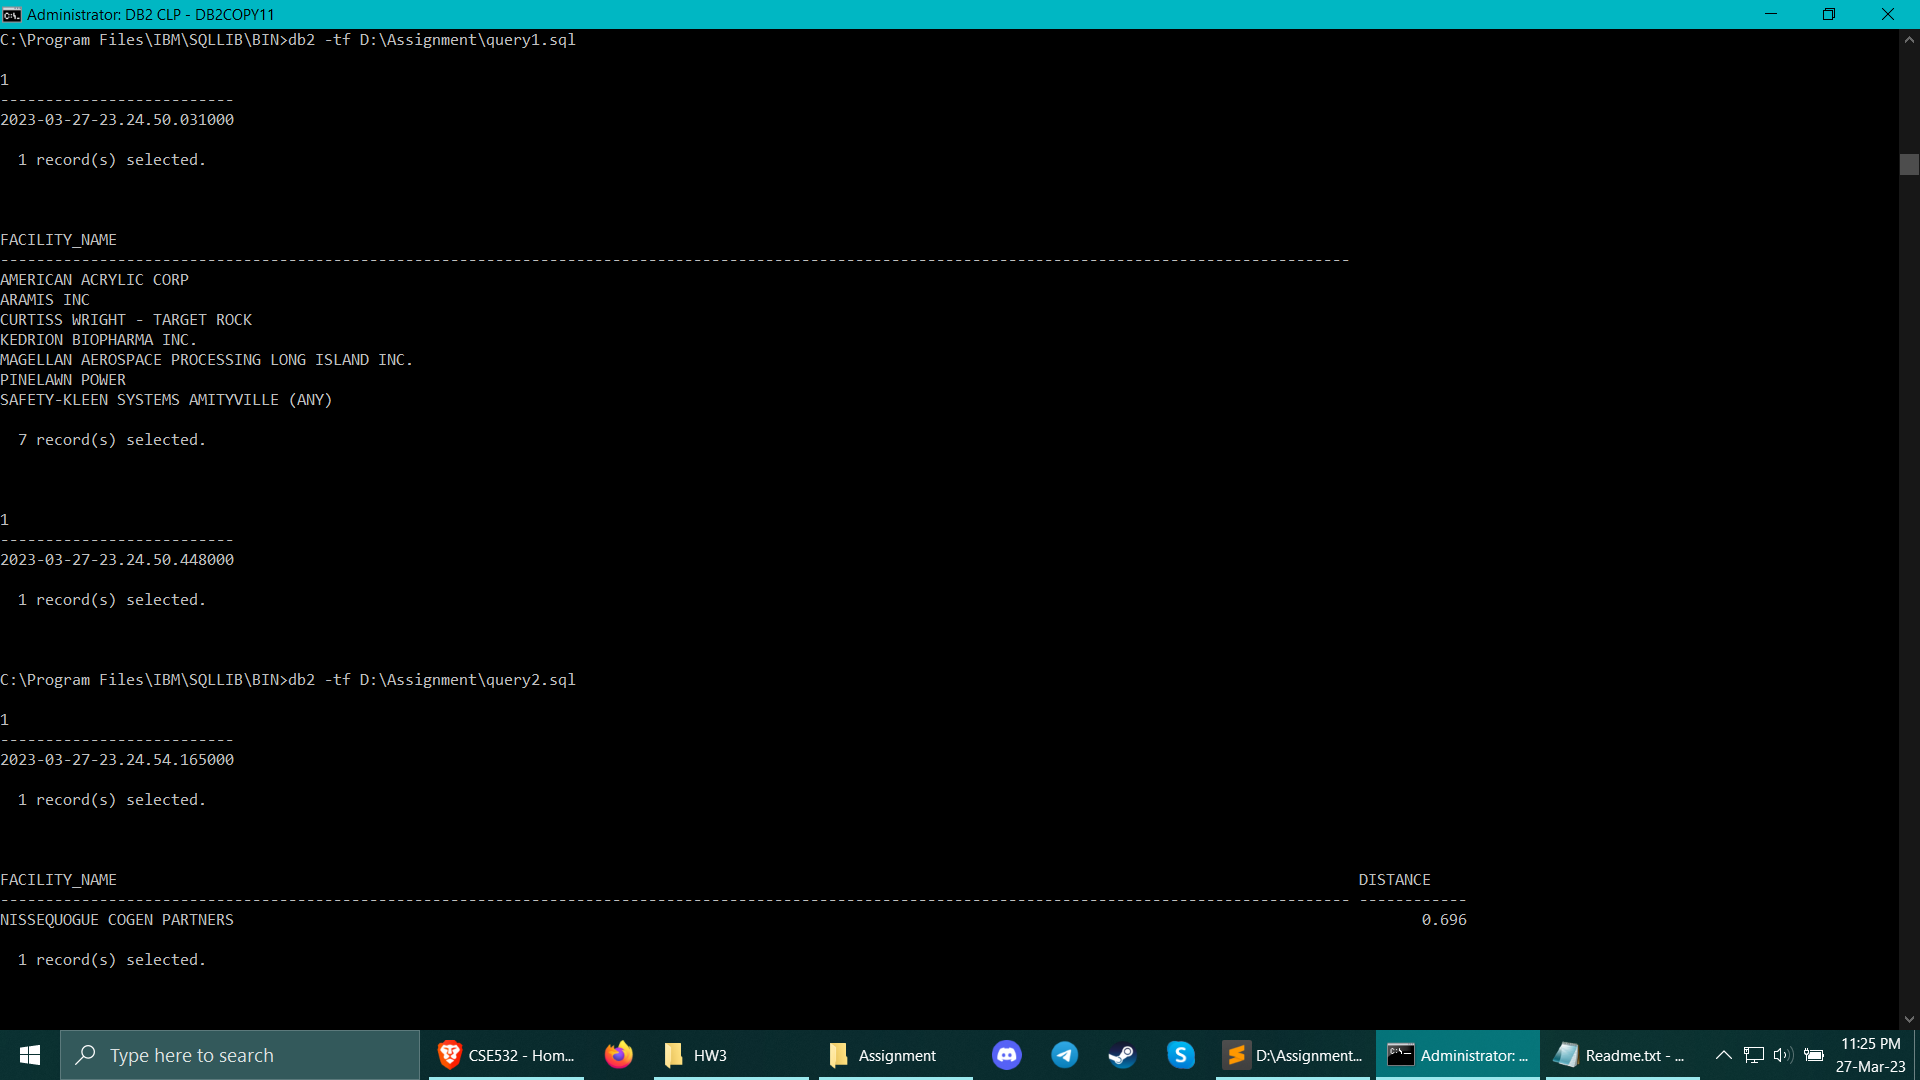 Administrator: DB2 CLP - DB2COPY11
C:\Program Files\IBM\SQLLIB\BIN>db2 -tf D:\Assignment\query1.sql
1
--------------------------
2023-03-27-23.24.50.031000
  1 record(s) selected.
FACILITY_NAME
------------------------------------------------------------------------------------------------------------------------------------------------------
AMERICAN ACRYLIC CORP
ARAMIS INC
CURTISS WRIGHT - TARGET ROCK
KEDRION BIOPHARMA INC.
MAGELLAN AEROSPACE PROCESSING LONG ISLAND INC.
PINELAWN POWER
SAFETY-KLEEN SYSTEMS AMITYVILLE (ANY)
  7 record(s) selected.
1
--------------------------
2023-03-27-23.24.50.448000
  1 record(s) selected.
C:\Program Files\IBM\SQLLIB\BIN>db2 -tf D:\Assignment\query2.sql
1
--------------------------
2023-03-27-23.24.54.165000
  1 record(s) selected.
FACILITY_NAME DISTANCE
------------------------------------------------------------------------------------------------------------------------------------------------------ ------------
NISSEQUOGUE COGEN PARTNERS 0.696
  1 record(s) selected.
Type here to search
CSE532 - Hom...
HW3
Assignment
D:\Assignment...
Administrator: ...
Readme.txt - ...
11:25 PM
27-Mar-23